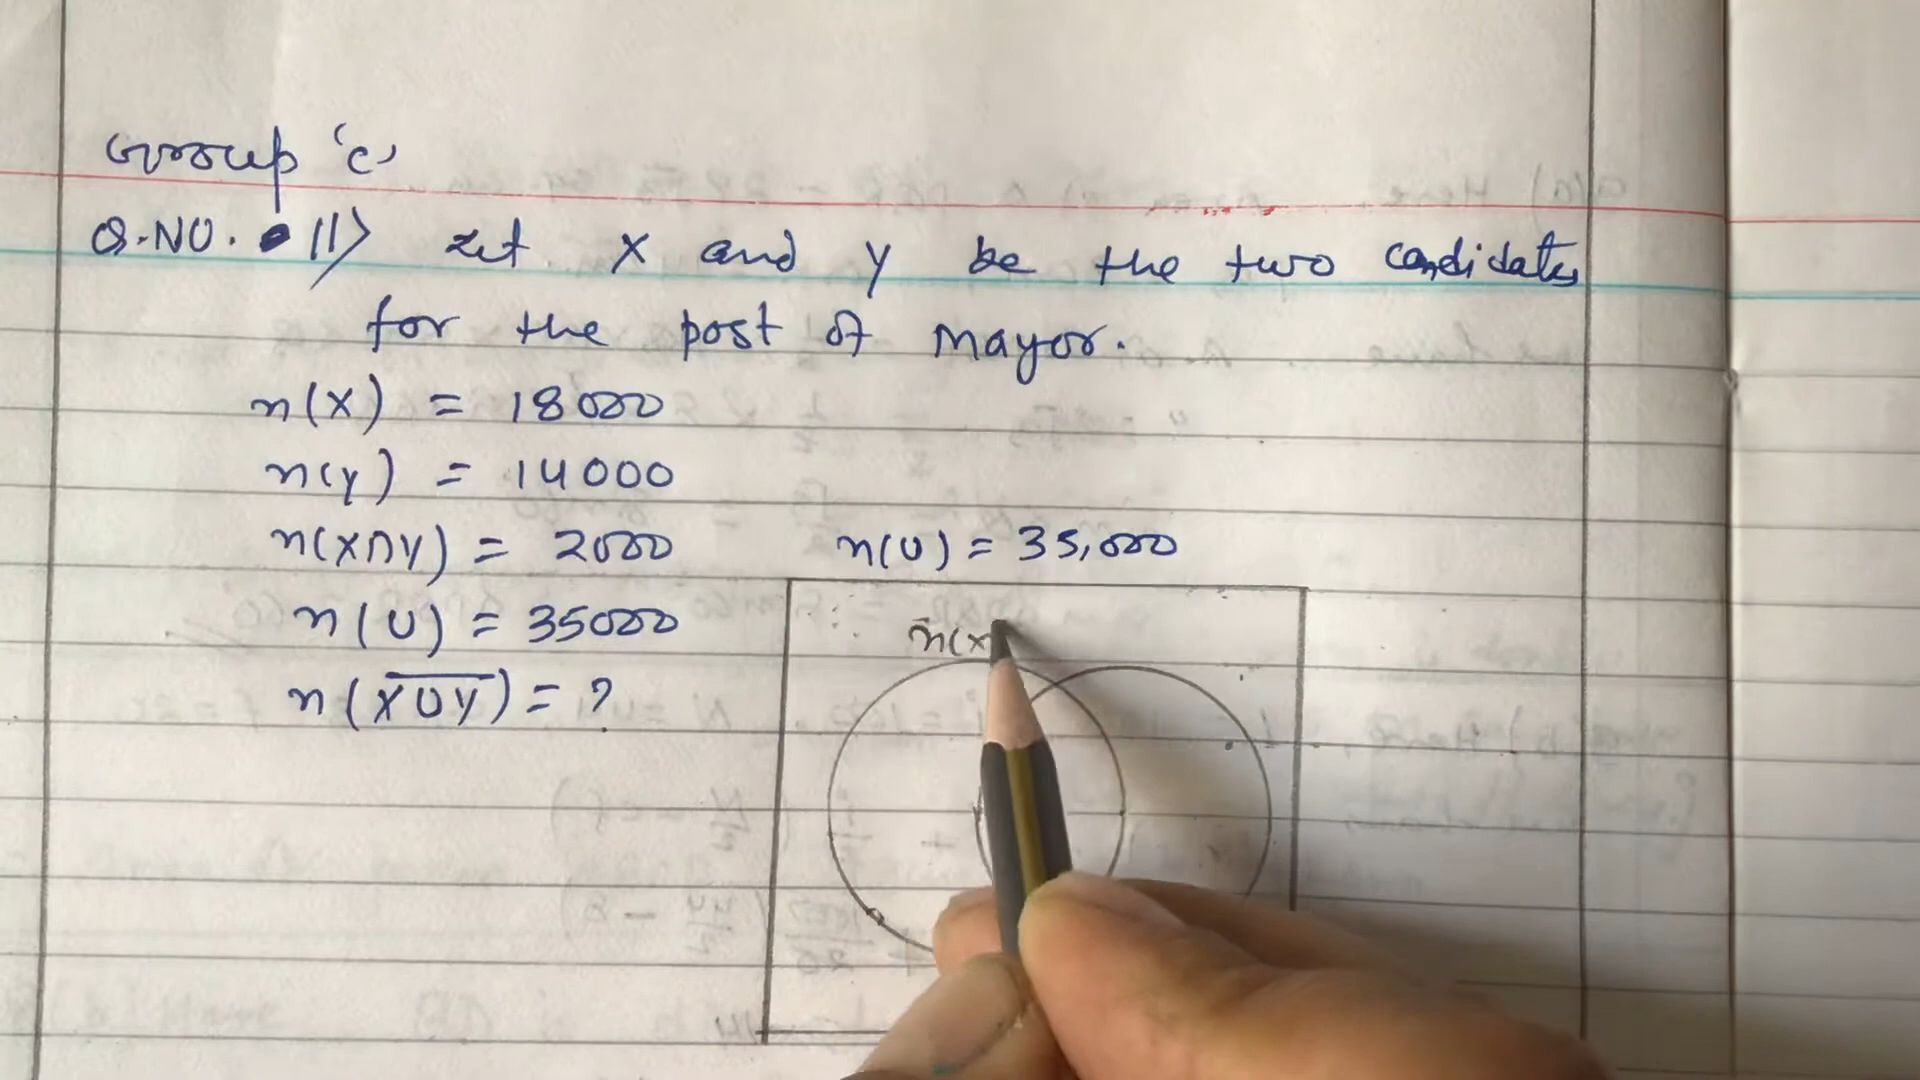 Group 'C'
Q.NO. 11> Let X and Y be the two candidates
for the post of Mayor.
n(X) = 18000
n(Y) = 14000
n(X∩Y) = 2000 n(U) = 35,000
n(U) = 35000
n(x
n(\overline{X∪Y}) = ?